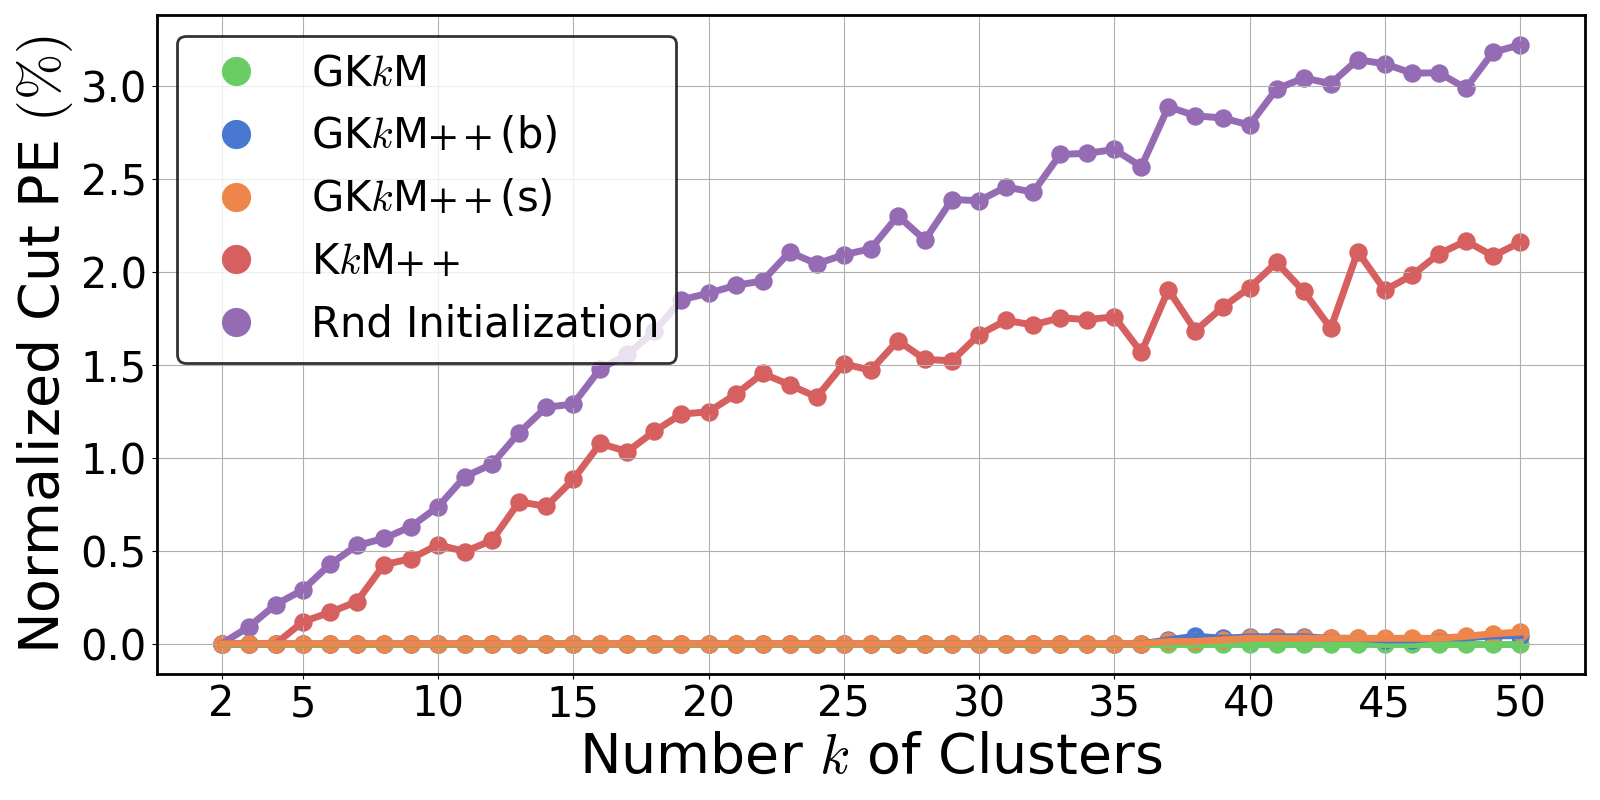 Normalized Cut PE (%)
3.0
2.5
2.0
1.5
1.0
0.5
0.0
GKkM
GKkM++(b)
GKkM++(s)
KkM++
Rnd Initialization
2 5 10 15 20 25 30 35 40 45 50
Number k of Clusters